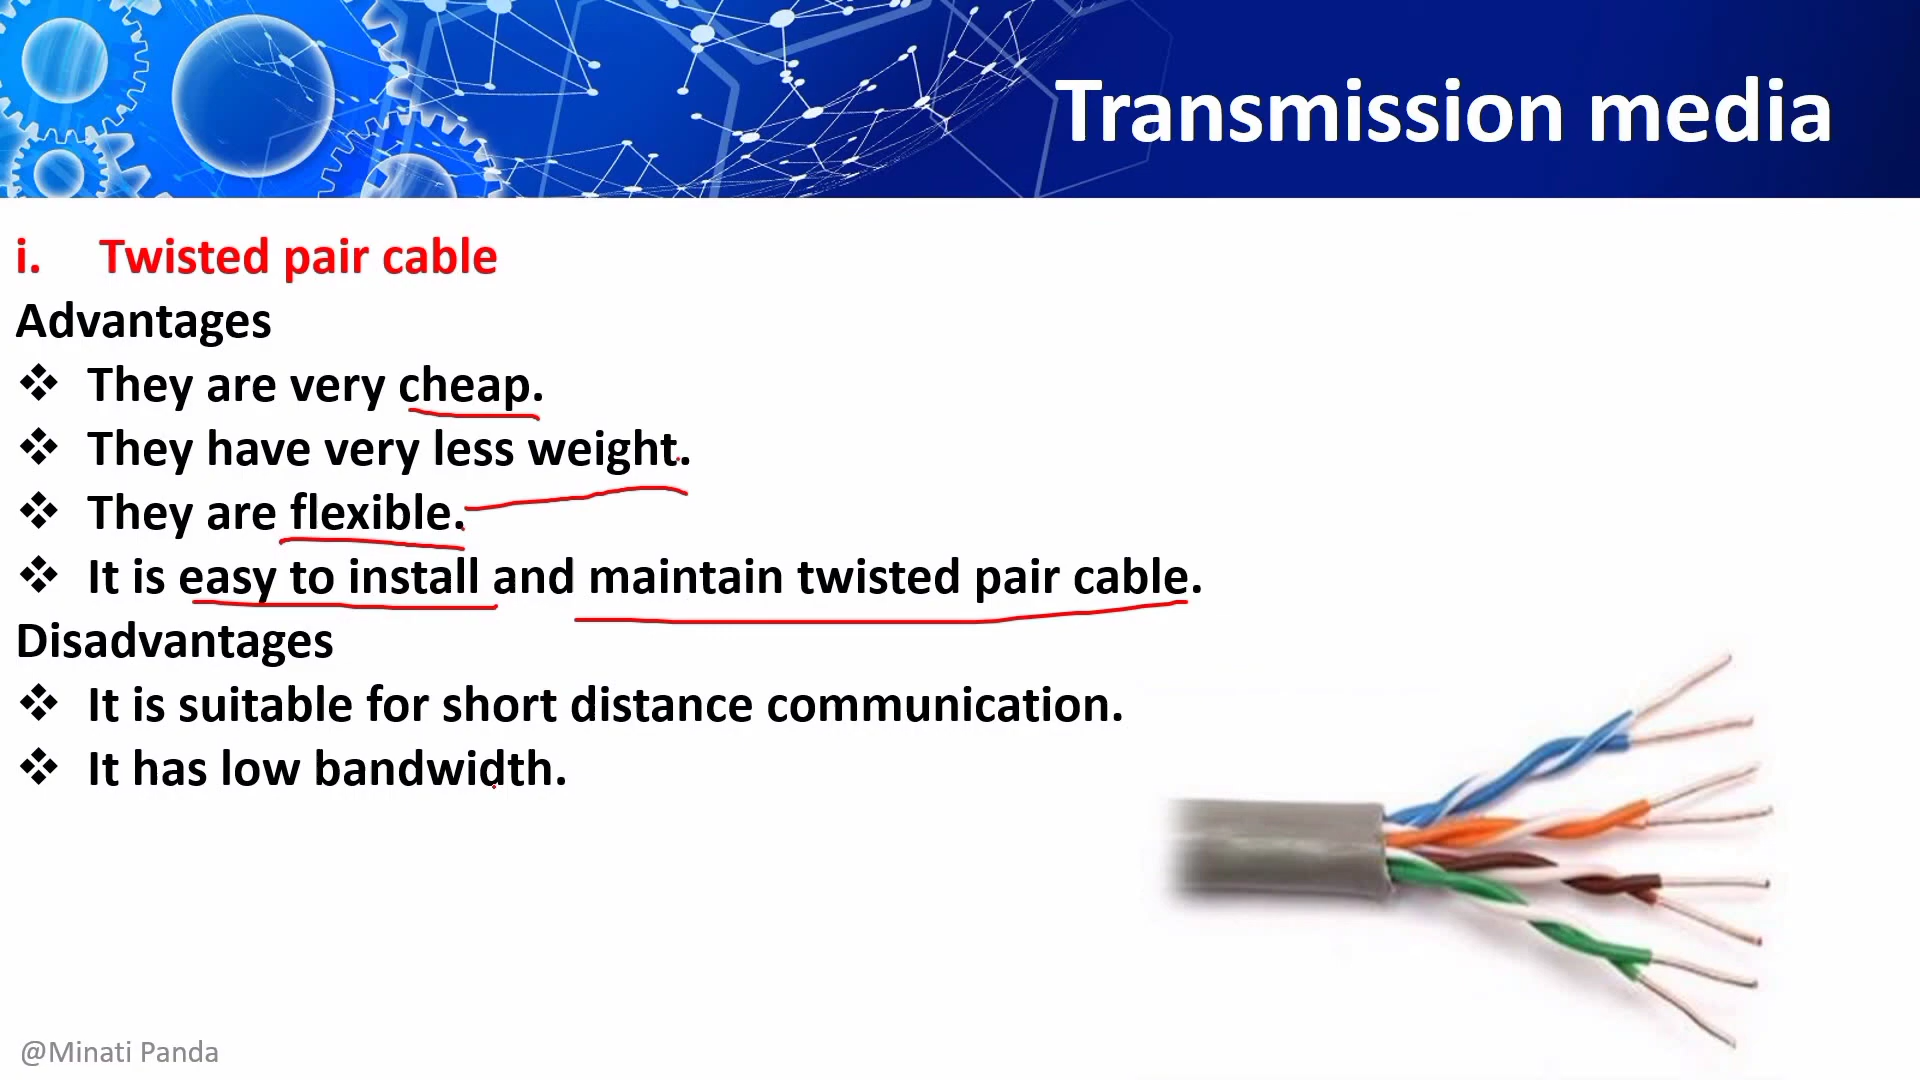 Transmission media
i. Twisted pair cable
Advantages
❖ They are very cheap.
❖ They have very less weight.
❖ They are flexible.
❖ It is easy to install and maintain twisted pair cable.
Disadvantages
❖ It is suitable for short distance communication.
❖ It has low bandwidth.
@Minati Panda